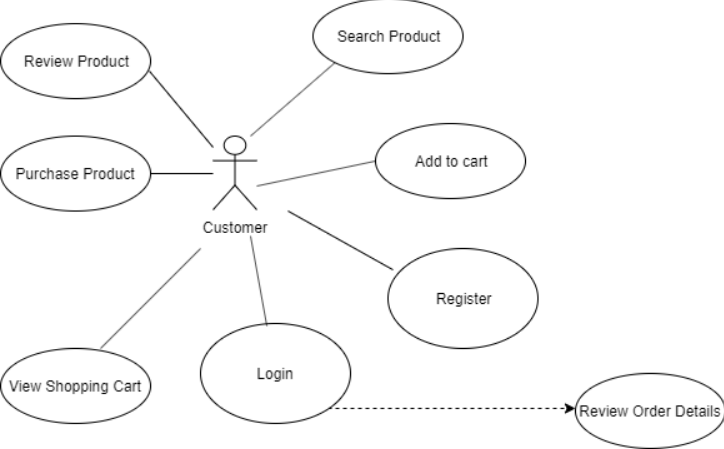 Search Product
Review Product
Add to cart
Purchase Product
Customer
Register
Login
View Shopping Cart
Review Order Details